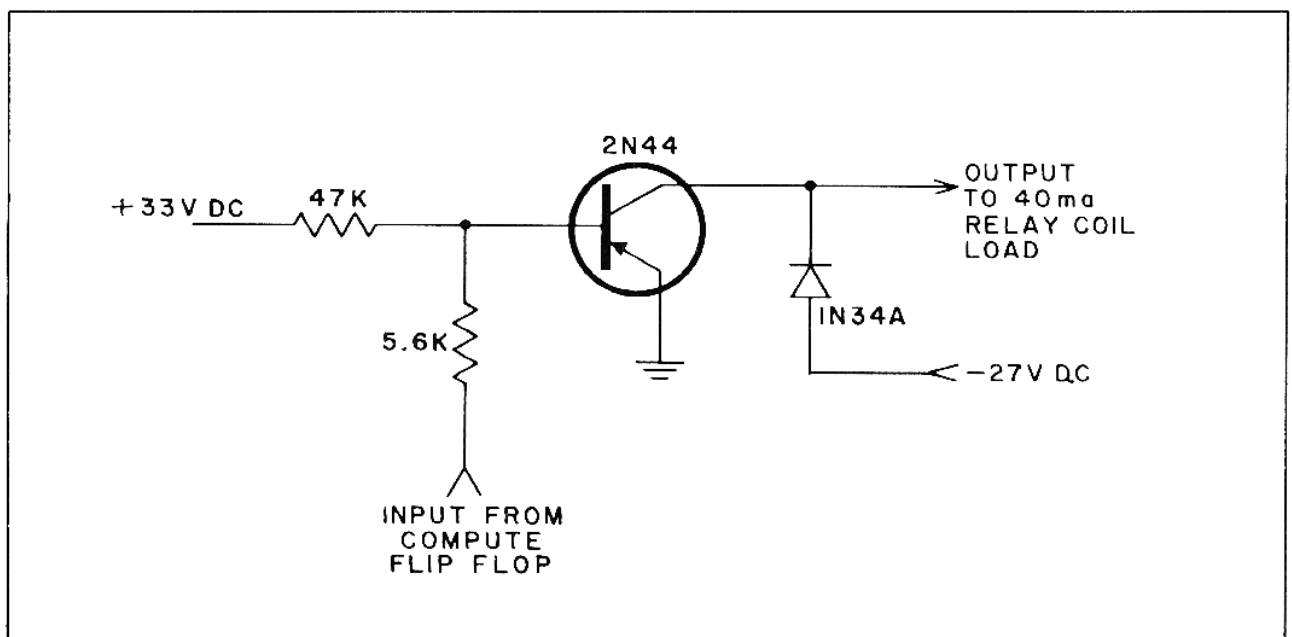 2N44
+33V DC
47K
OUTPUT
TO 40ma
RELAY COIL
LOAD
5.6K
1N34A
-27V DC
INPUT FROM
COMPUTE
FLIP FLOP